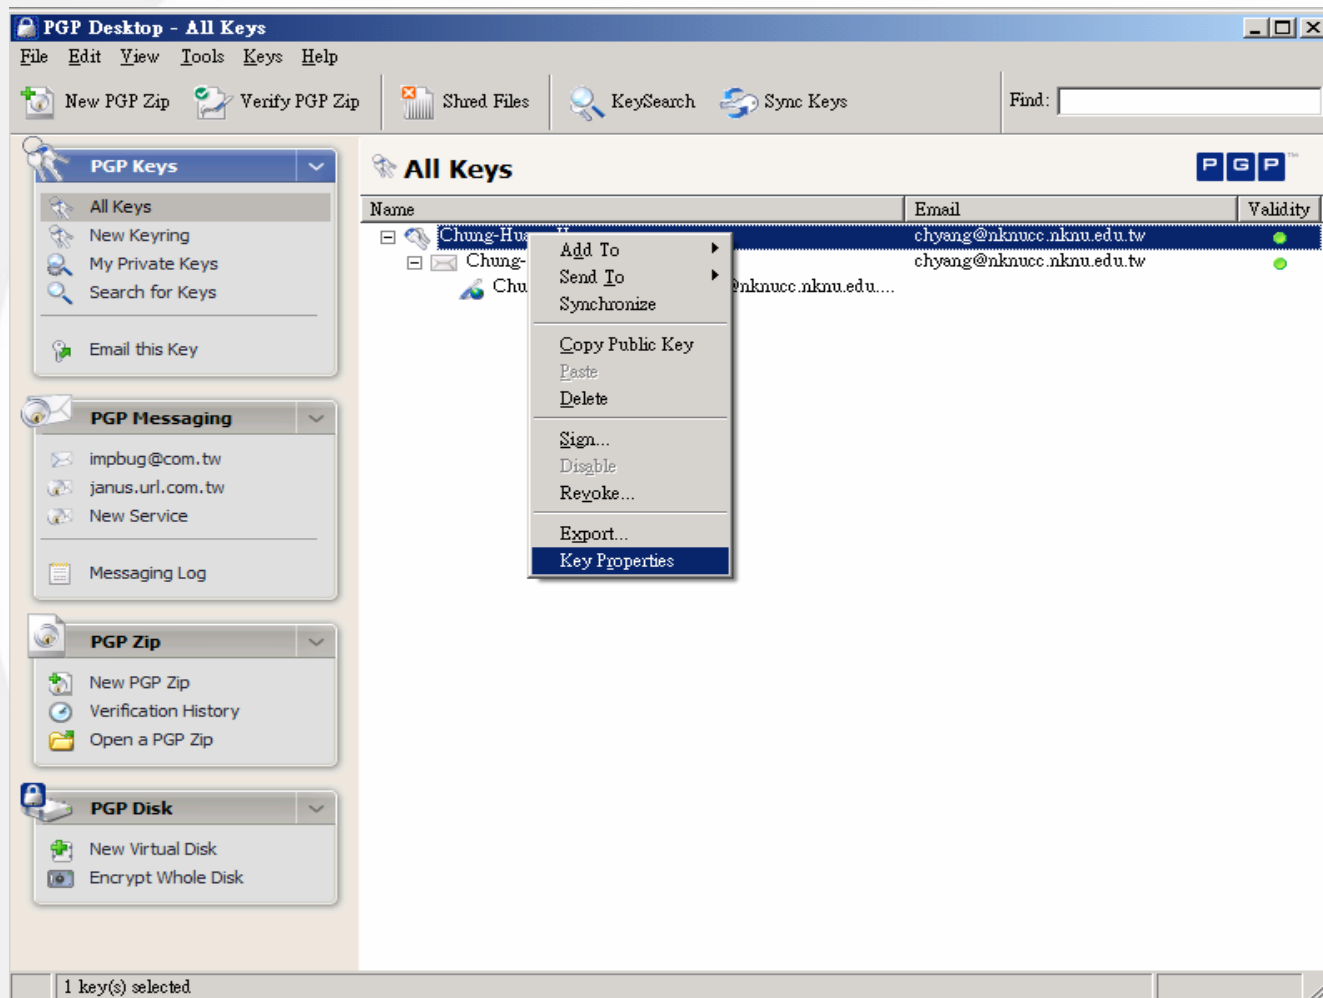 PGP Desktop - All Keys
File Edit View Tools Keys Help
New PGP Zip Verify PGP Zip Shred Files KeySearch Sync Keys Find:
PGP Keys
All Keys
New Keyring
My Private Keys
Search for Keys
Email this Key
PGP Messaging
impbug@com.tw
janus.url.com.tw
New Service
Messaging Log
PGP Zip
New PGP Zip
Verification History
Open a PGP Zip
PGP Disk
New Virtual Disk
Encrypt Whole Disk
All Keys
PGP™
Name Email Validity
chyang@nknucc.nknu.edu.tw
Chung- chyang@nknucc.nknu.edu.tw
@nknucc.nknu.edu....
Add To
Send To
Synchronize
Copy Public Key
Paste
Delete
Sign...
Disable
Revoke...
Export...
Key Properties
1 key(s) selected